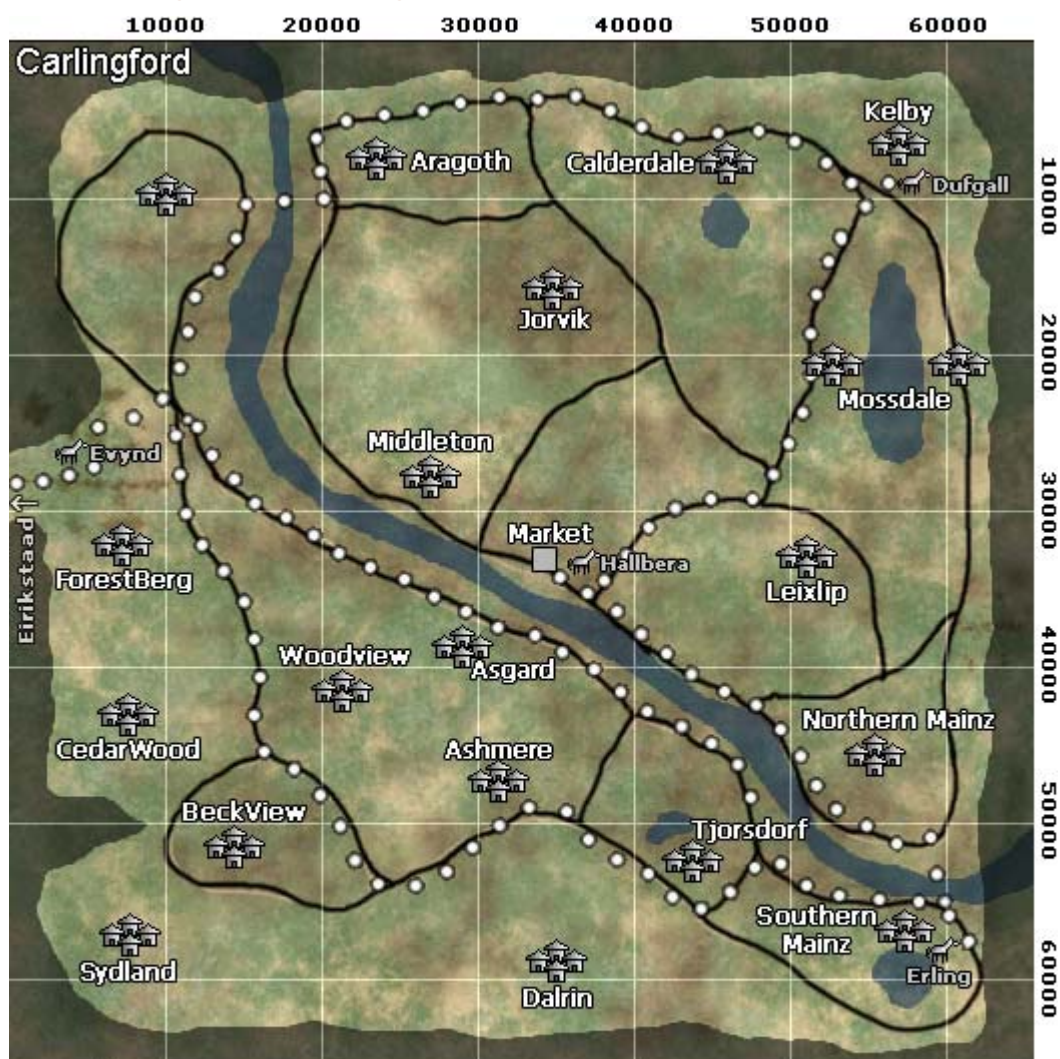 10000 20000 30000 40000 50000 60000
Carlingford
Kelby
Aragoth
Calderdale
Dufgall
10000
Jorvik
20000
Mossdale
Middleton
Evynd
30000
Market
Hallbera
ForestBerg
Leixlip
Eirikstaad
Woodview
Asgard
40000
Northern Mainz
CedarWood
Ashmere
BeckView
50000
Tjorsdorf
Southern
Mainz
Sydland
Erling
Dalrin
60000